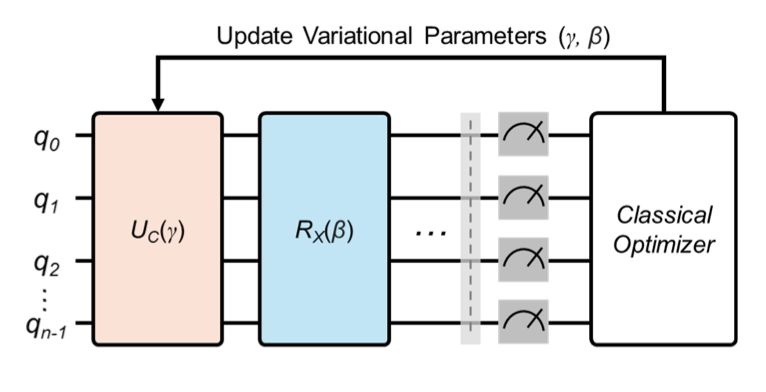 Update Variational Parameters (γ, β)
q0
q1
UC(γ)
RX(β)
...
Classical
Optimizer
q2
⋮
qn-1